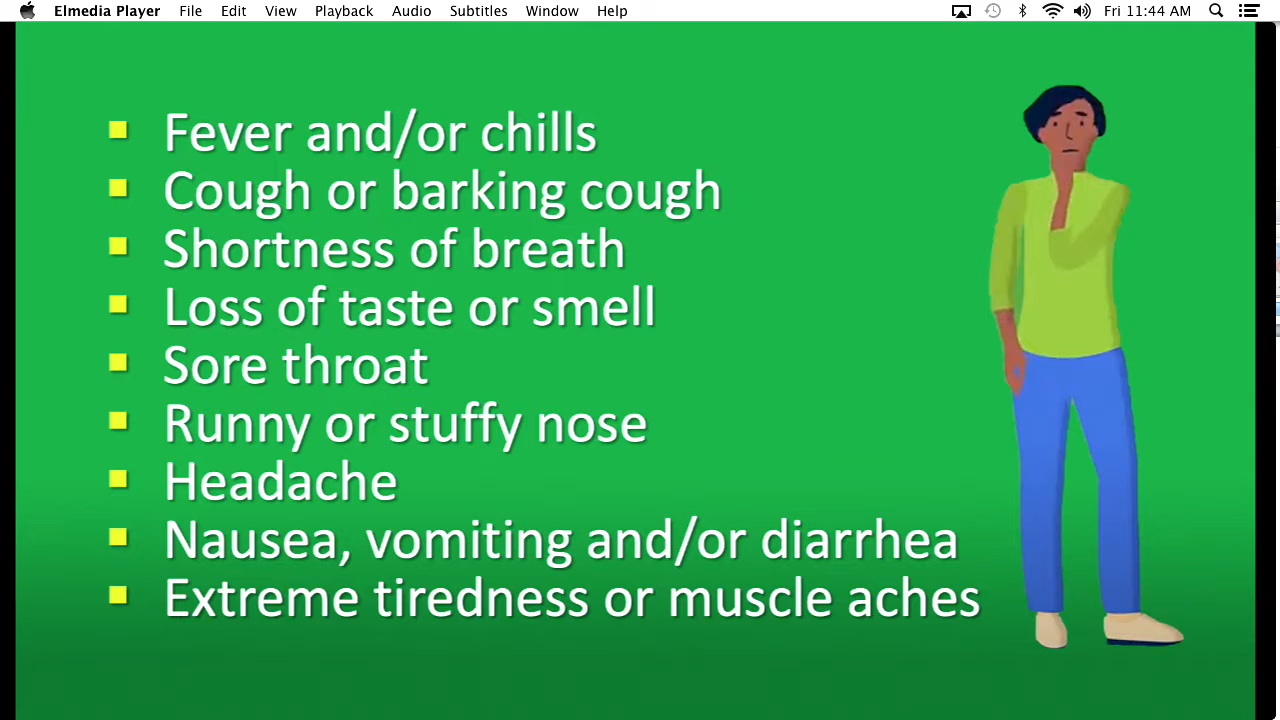 Elmedia Player File Edit View Playback Audio Subtitles Window Help Fri 11:44 AM
Fever and/or chills
Cough or barking cough
Shortness of breath
Loss of taste or smell
Sore throat
Runny or stuffy nose
Headache
Nausea, vomiting and/or diarrhea
Extreme tiredness or muscle aches